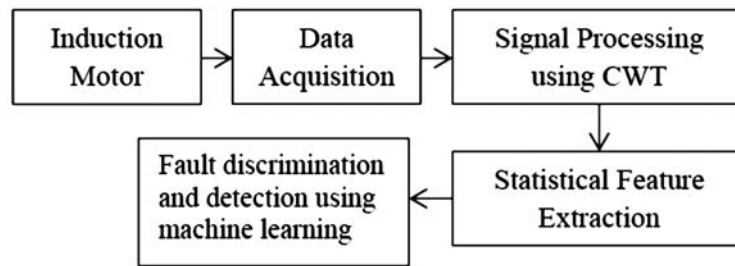 Induction
Motor
Data
Acquisition
Signal Processing
using CWT
Statistical Feature
Extraction
Fault discrimination
and detection using
machine learning